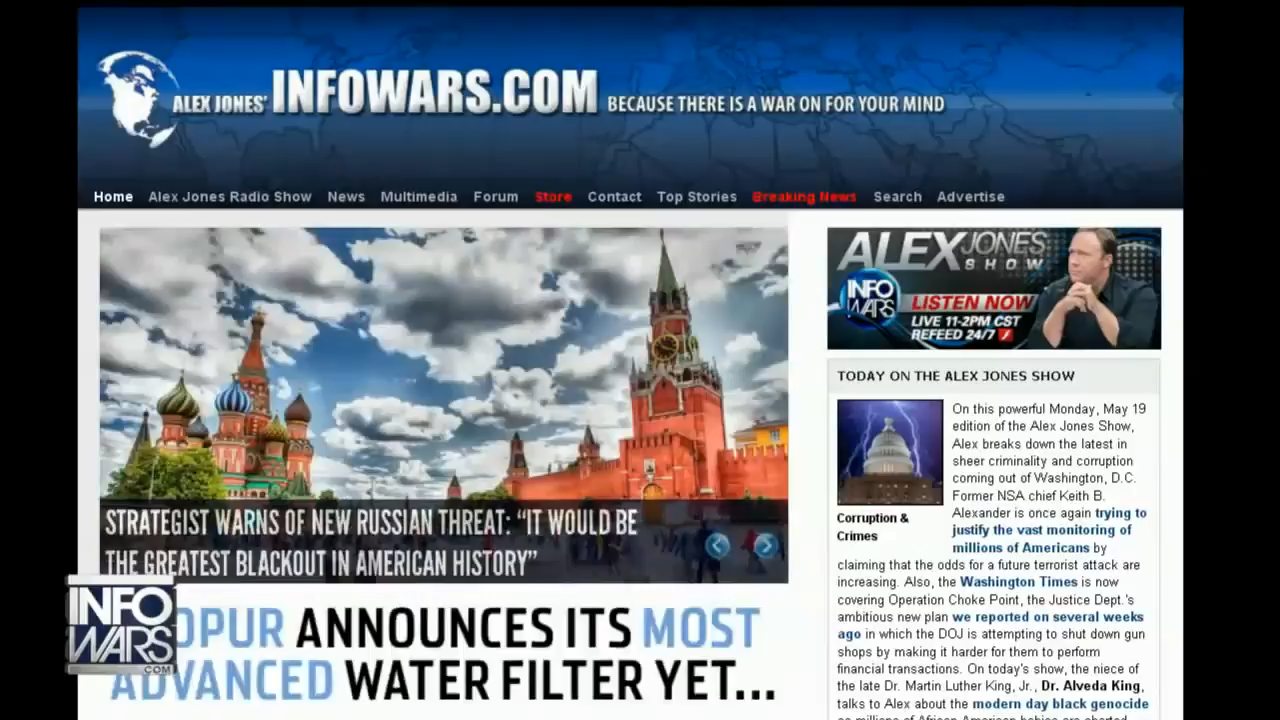 ALEX JONES' INFOWARS.COM BECAUSE THERE IS A WAR ON FOR YOUR MIND
Home Alex Jones Radio Show News Multimedia Forum Store Contact Top Stories Breaking News Search Advertise
STRATEGIST WARNS OF NEW RUSSIAN THREAT: “IT WOULD BE
THE GREATEST BLACKOUT IN AMERICAN HISTORY”
OPUR ANNOUNCES ITS MOST
ADVANCED WATER FILTER YET...
INFO
WARS
.COM
ALEX JONES
SHOW
INFO
WARS
LISTEN NOW
LIVE 11-2PM CST
REFEED 24/7
TODAY ON THE ALEX JONES SHOW
Corruption &
Crimes
On this powerful Monday, May 19
edition of the Alex Jones Show,
Alex breaks down the latest in
sheer criminality and corruption
coming out of Washington, D.C.
Former NSA chief Keith B.
Alexander is once again trying to
justify the vast monitoring of
millions of Americans by
claiming that the odds for a future terrorist attack are
increasing. Also, the Washington Times is now
covering Operation Choke Point, the Justice Dept.'s
ambitious new plan we reported on several weeks
ago in which the DOJ is attempting to shut down gun
shops by making it harder for them to perform
financial transactions. On today's show, the niece of
the late Dr. Martin Luther King, Jr., Dr. Alveda King,
talks to Alex about the modern day black genocide